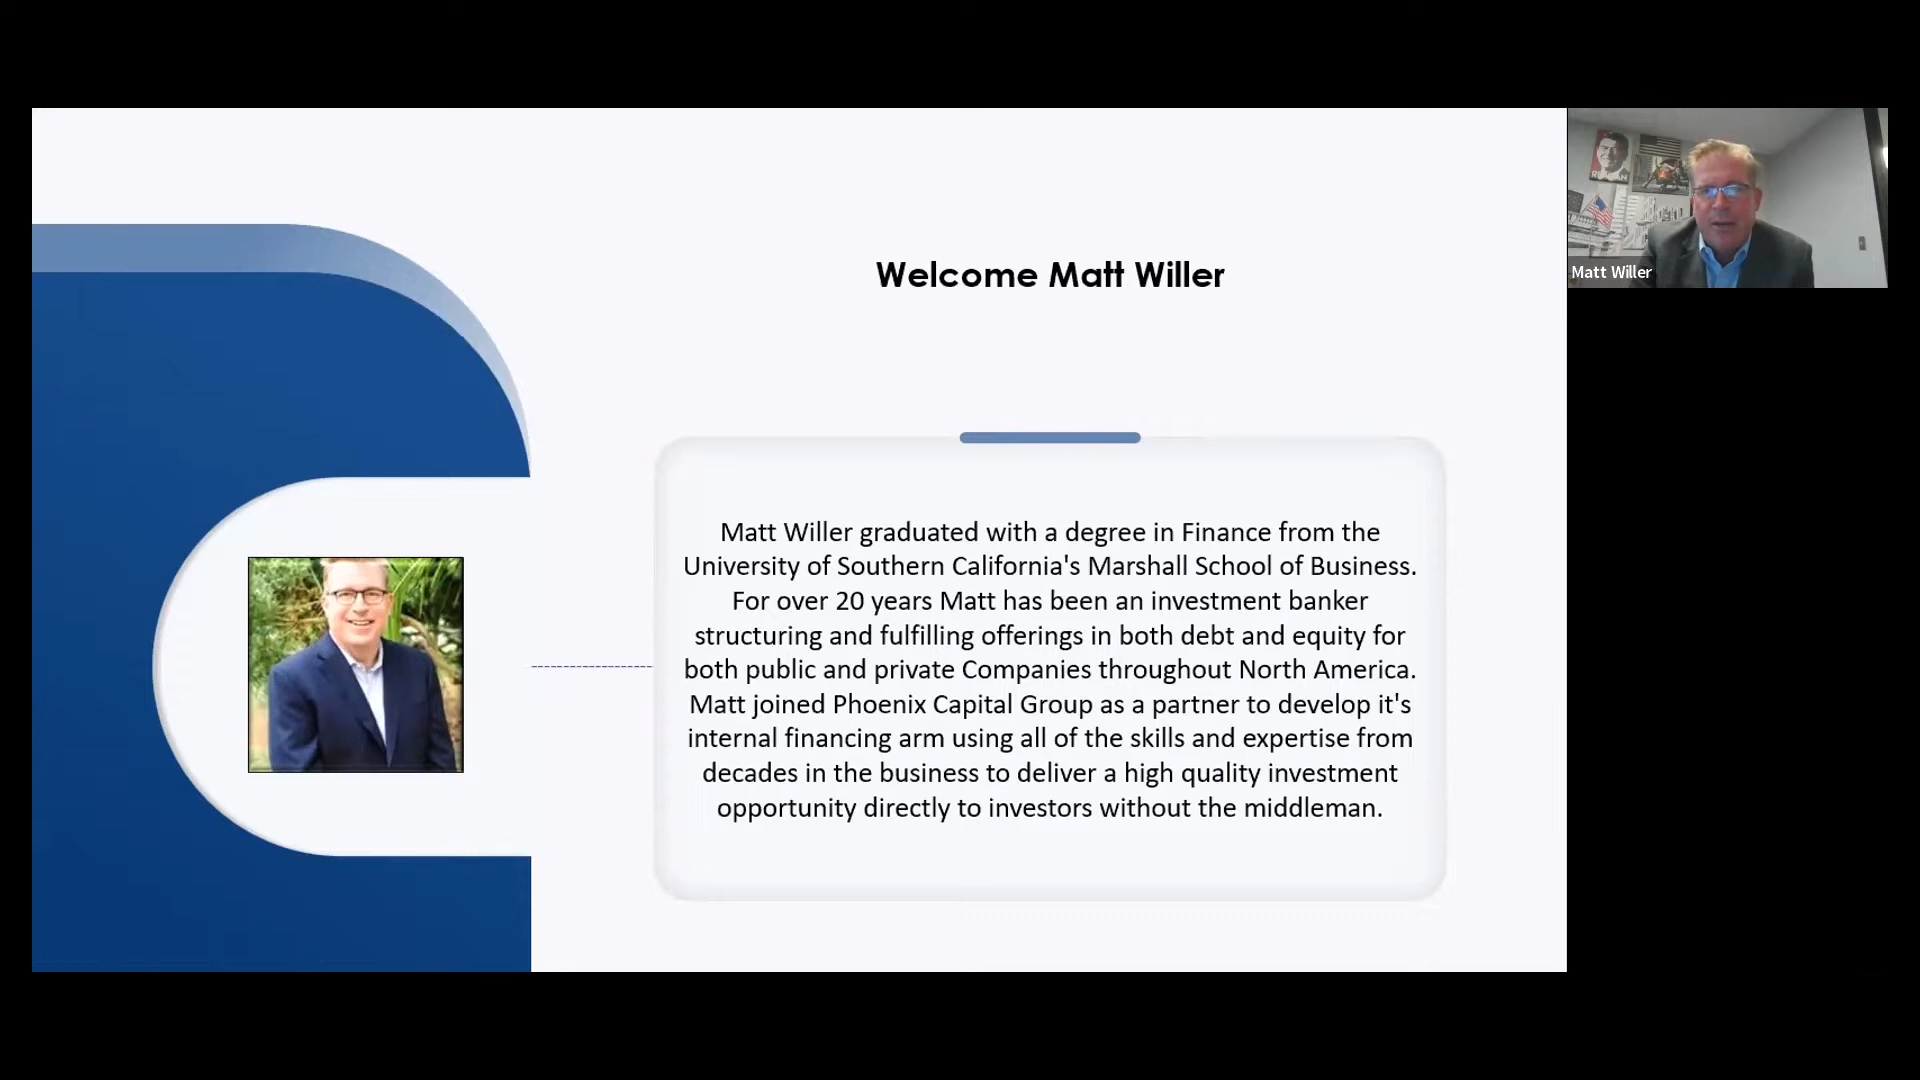 Welcome Matt Willer
Matt Willer graduated with a degree in Finance from the
University of Southern California's Marshall School of Business.
For over 20 years Matt has been an investment banker
structuring and fulfilling offerings in both debt and equity for
both public and private Companies throughout North America.
Matt joined Phoenix Capital Group as a partner to develop it's
internal financing arm using all of the skills and expertise from
decades in the business to deliver a high quality investment
opportunity directly to investors without the middleman.
Matt Willer